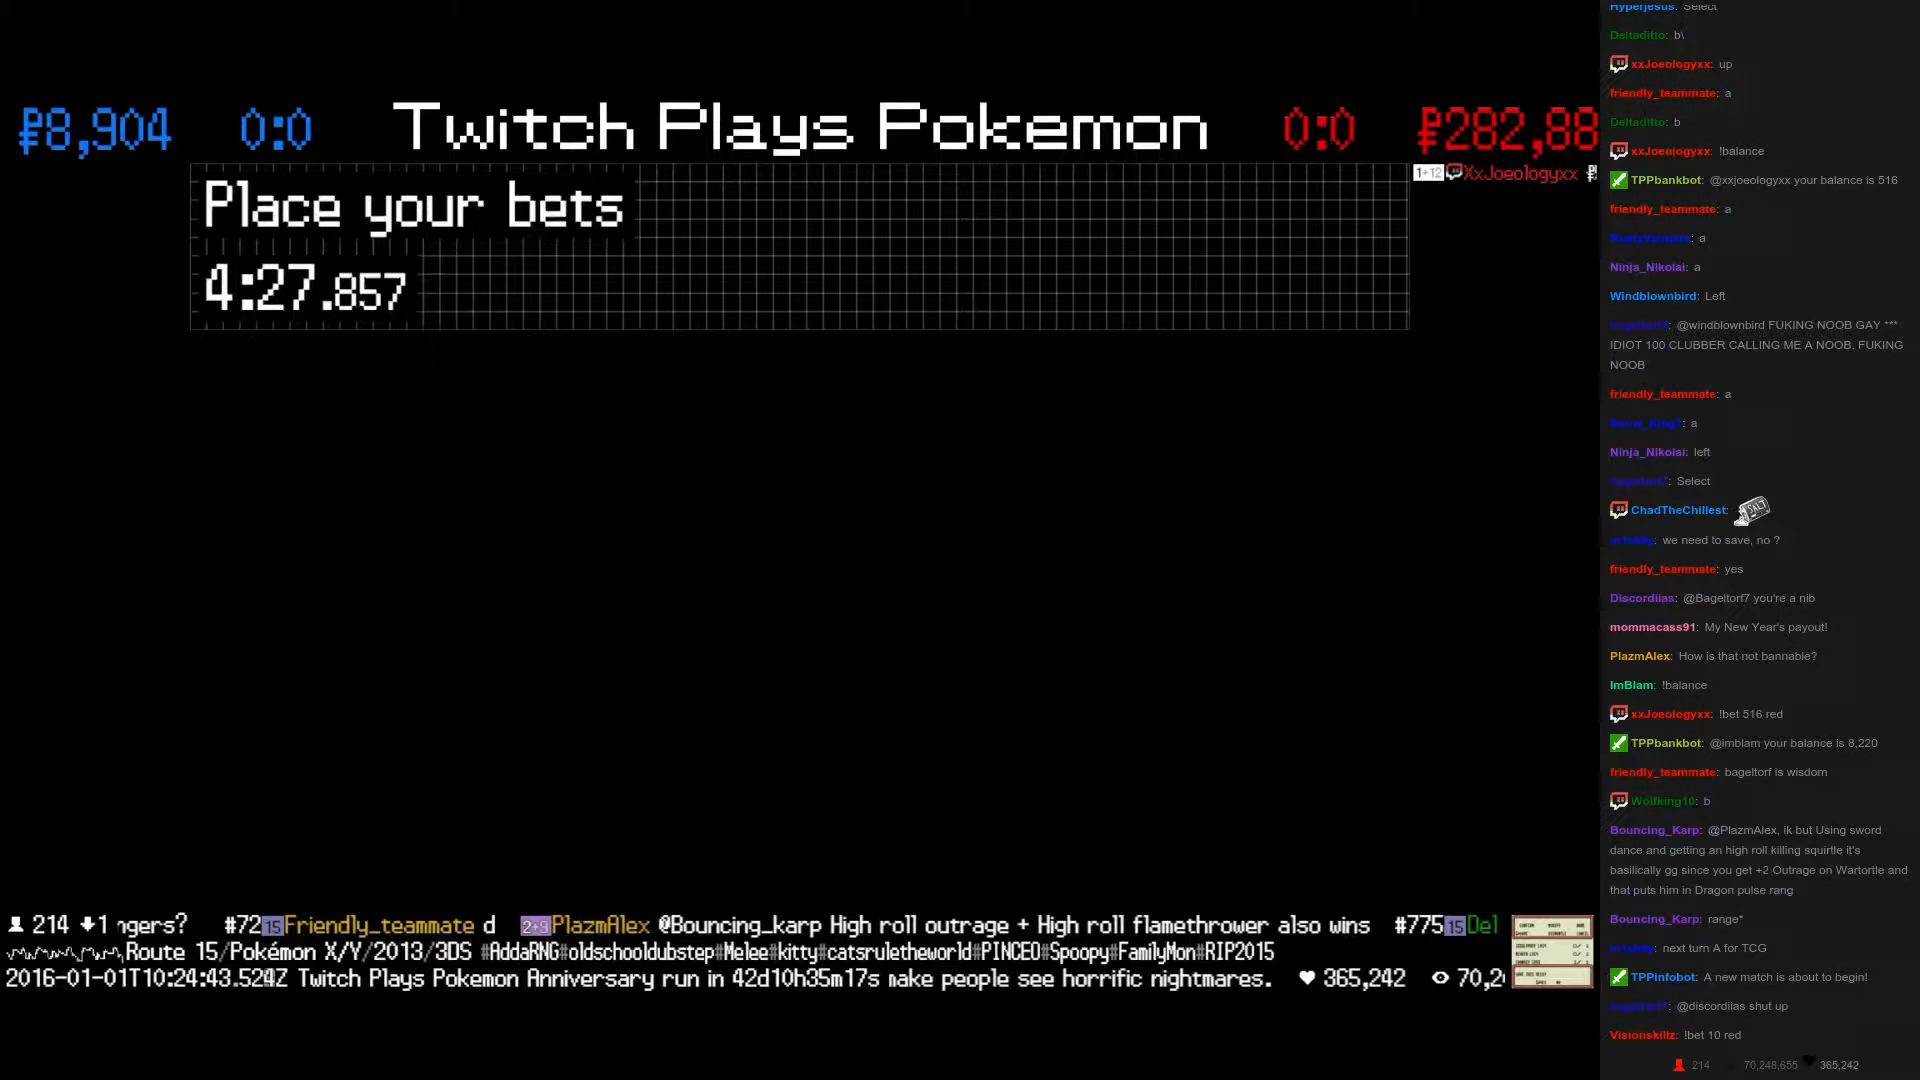 ₽8,904 0:0 Twitch Plays Pokemon 0:0 ₽282,88
1+12 XxJoeologyxx ₽
Place your bets
4:27.857
214 1 ngers? #72 15 Friendly_teammate d 2+9 PlazmAlex @Bouncing_karp High roll outrage + High roll flamethrower also wins #775 15 Del
Route 15/Pokémon X/Y/2013/3DS #AddaRNG#oldschooldubstep#Melee#kitty#catsruletheworld#PINCEO#Spoopy#FamilyMon#RIP2015
Twitch Plays Pokemon Anniversary run in 42d10h35m17s make people see horrific nightmares. 365,242 70,2
Hyperjesus: Select
Deltaditto: b\
xxJoeologyxx: up
friendly_teammate: a
Deltaditto: b
xxJoeologyxx: !balance
TPPbankbot: @xxjoeologyxx your balance is 516
friendly_teammate: a
: a
Ninja_Nikolai: a
Windblownbird: Left
: @windblownbird FUKING NOOB GAY ***
IDIOT 100 CLUBBER CALLING ME A NOOB, FUKING
NOOB
friendly_teammate: a
: a
Ninja_Nikolai: left
: Select
ChadTheChillest: SALT
: we need to save, no ?
friendly_teammate: yes
Discordiias: @Bageltorf7 you're a nib
mommacass91: My New Year's payout!
PlazmAlex: How is that not bannable?
ImBlam: !balance
xxJoeologyxx: !bet 516 red
TPPbankbot: @imblam your balance is 8,220
friendly_teammate: bageltorf is wisdom
Wolfking10: b
Bouncing_Karp: @PlazmAlex, ik but Using sword
dance and getting an high roll killing squirtle it's
basilically gg since you get +2 Outrage on Wartortle and
that puts him in Dragon pulse rang
Bouncing_Karp: range*
: next turn A for TCG
TPPinfobot: A new match is about to begin!
: @discordiias shut up
Visionskillz: !bet 10 red
214 70,248,655 365,242